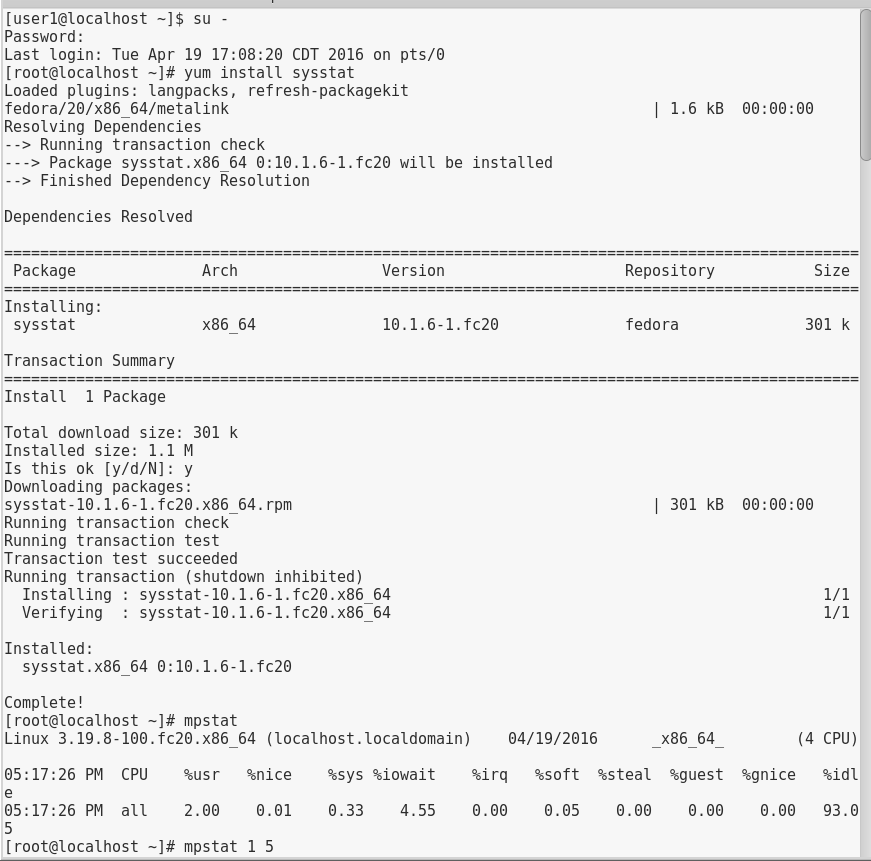 [user1@localhost ~]$ su -
Password:
Last login: Tue Apr 19 17:08:20 CDT 2016 on pts/0
[root@localhost ~]# yum install sysstat
Loaded plugins: langpacks, refresh-packagekit
fedora/20/x86_64/metalink | 1.6 kB 00:00:00
Resolving Dependencies
--> Running transaction check
---> Package sysstat.x86_64 0:10.1.6-1.fc20 will be installed
--> Finished Dependency Resolution

Dependencies Resolved

===============================================================================================
Package Arch Version Repository Size
===============================================================================================
Installing:
sysstat x86_64 10.1.6-1.fc20 fedora 301 k

Transaction Summary
===============================================================================================
Install 1 Package

Total download size: 301 k
Installed size: 1.1 M
Is this ok [y/d/N]: y
Downloading packages:
sysstat-10.1.6-1.fc20.x86_64.rpm | 301 kB 00:00:00
Running transaction check
Running transaction test
Transaction test succeeded
Running transaction (shutdown inhibited)
Installing : sysstat-10.1.6-1.fc20.x86_64 1/1
Verifying : sysstat-10.1.6-1.fc20.x86_64 1/1

Installed:
sysstat.x86_64 0:10.1.6-1.fc20

Complete!
[root@localhost ~]# mpstat
Linux 3.19.8-100.fc20.x86_64 (localhost.localdomain) 04/19/2016 _x86_64_ (4 CPU)

05:17:26 PM CPU %usr %nice %sys %iowait %irq %soft %steal %guest %gnice %idl
e
05:17:26 PM all 2.00 0.01 0.33 4.55 0.00 0.05 0.00 0.00 0.00 93.0
5
[root@localhost ~]# mpstat 1 5